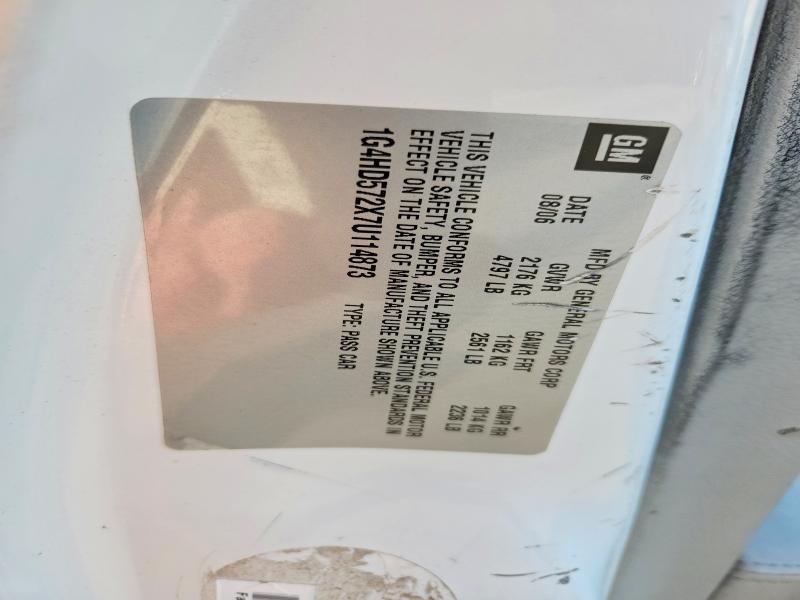 GM
MFD BY GENERAL MOTORS CORP
DATE GVWR GAWR FRT GAWR RR
08/06 2176 KG 1162 KG 1014 KG
4797 LB 2561 LB 2236 LB
THIS VEHICLE CONFORMS TO ALL APPLICABLE U.S. FEDERAL MOTOR
VEHICLE SAFETY, BUMPER, AND THEFT PREVENTION STANDARDS IN
EFFECT ON THE DATE OF MANUFACTURE SHOWN ABOVE.
1G4HD572X7U114873 TYPE: PASS CAR